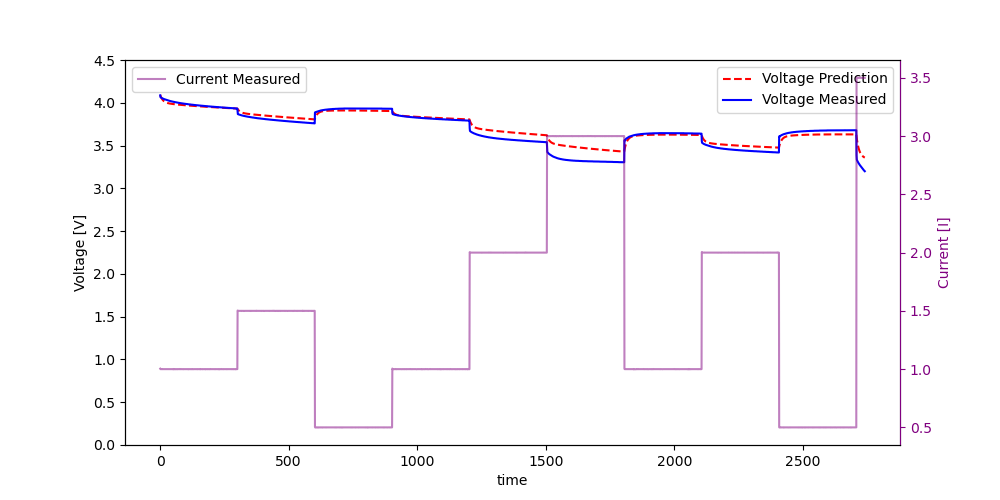 Current Measured
Voltage Prediction
Voltage Measured
4.5
4.0
3.5
3.0
2.5
2.0
1.5
1.0
0.5
0.0
Voltage [V]
3.5
3.0
2.5
2.0
1.5
1.0
0.5
Current [I]
0 500 1000 1500 2000 2500
time